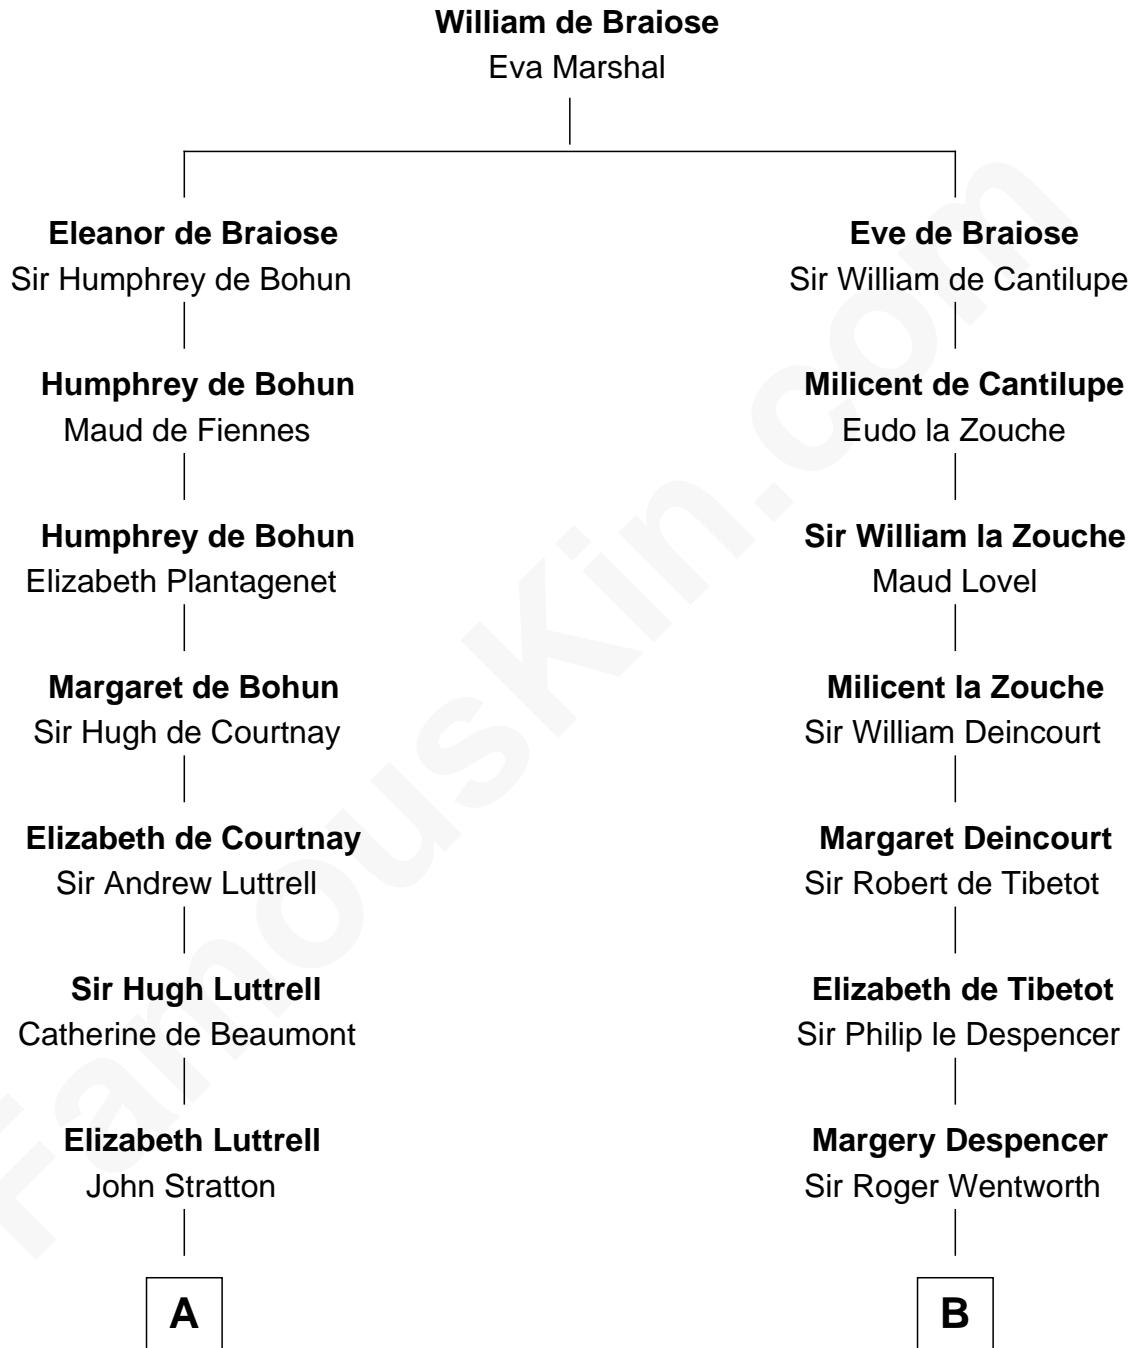 William de Braiose
Eva Marshal
Eleanor de Braiose
Sir Humphrey de Bohun
Humphrey de Bohun
Maud de Fiennes
Humphrey de Bohun
Elizabeth Plantagenet
Margaret de Bohun
Sir Hugh de Courtnay
Elizabeth de Courtnay
Sir Andrew Luttrell
Sir Hugh Luttrell
Catherine de Beaumont
Elizabeth Luttrell
John Stratton
A
Eve de Braiose
Sir William de Cantilupe
Milicent de Cantilupe
Eudo la Zouche
Sir William la Zouche
Maud Lovel
Milicent la Zouche
Sir William Deincourt
Margaret Deincourt
Sir Robert de Tibetot
Elizabeth de Tibetot
Sir Philip le Despencer
Margery Despencer
Sir Roger Wentworth
B
FamousKin.com